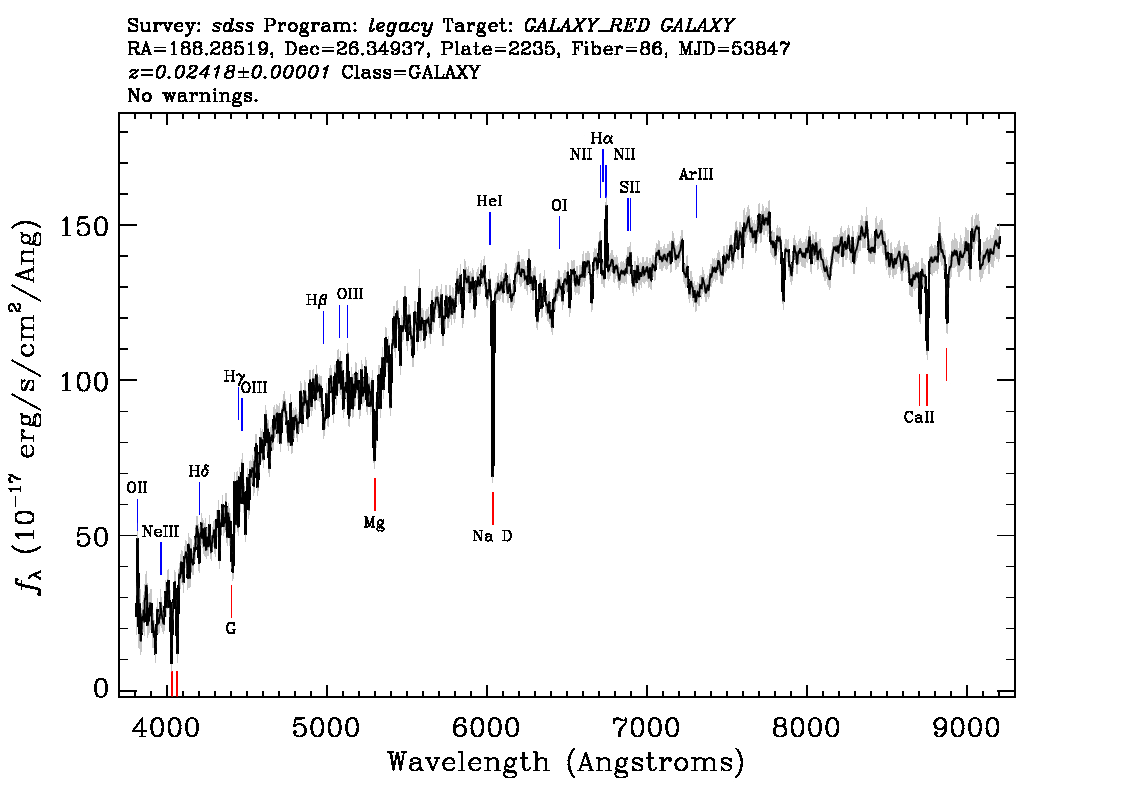 Survey: sdss Program: legacy Target: GALAXY_RED GALAXY
RA=188.28519, Dec=26.34937, Plate=2235, Fiber=86, MJD=53847
z=0.02418±0.00001 Class=GALAXY
No warnings.
Hα
NII NII
ArIII
SII
HeI
OI
150
Hβ OIII
100
Hγ
OIII
CaII
Hδ
OII
Mg
NeIII
Na D
50
G
0
f_λ (10^−17 erg/s/cm^2/Ang)
4000 5000 6000 7000 8000 9000
Wavelength (Angstroms)